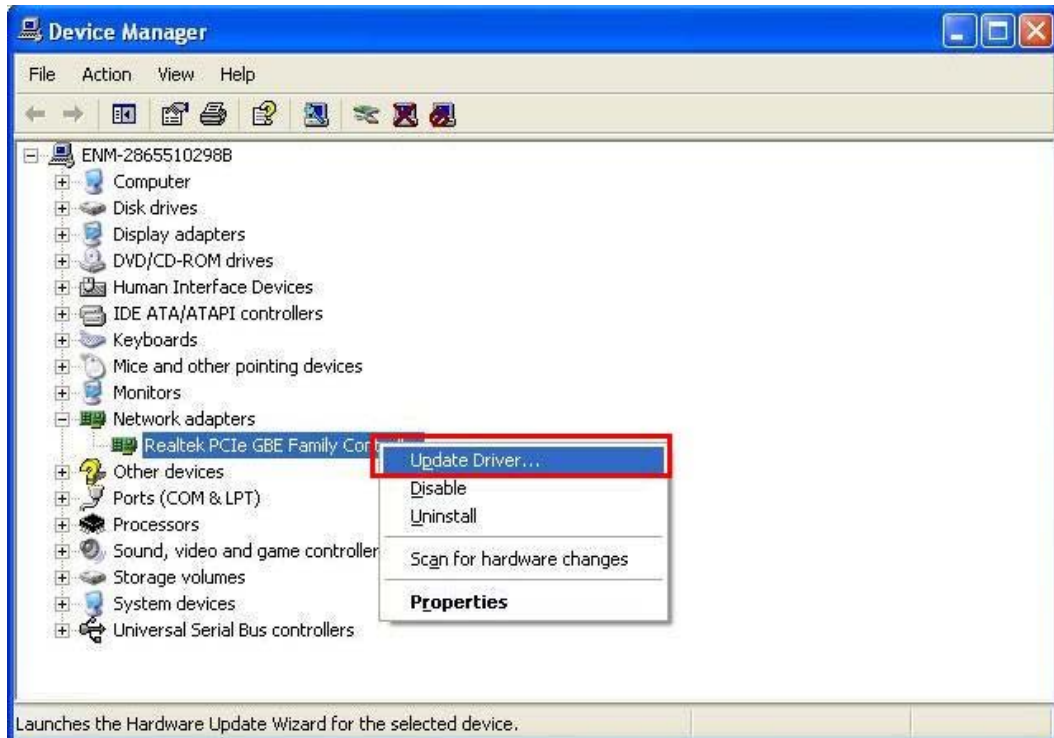 Device Manager
File Action View Help
ENM-2865510298B
Computer
Disk drives
Display adapters
DVD/CD-ROM drives
Human Interface Devices
IDE ATA/ATAPI controllers
Keyboards
Mice and other pointing devices
Monitors
Network adapters
Realtek PCIe GBE Family
Update Driver...
Disable
Uninstall
Scan for hardware changes
Properties
Other devices
Ports (COM & LPT)
Processors
Sound, video and game controller
Storage volumes
System devices
Universal Serial Bus controllers
Launches the Hardware Update Wizard for the selected device.